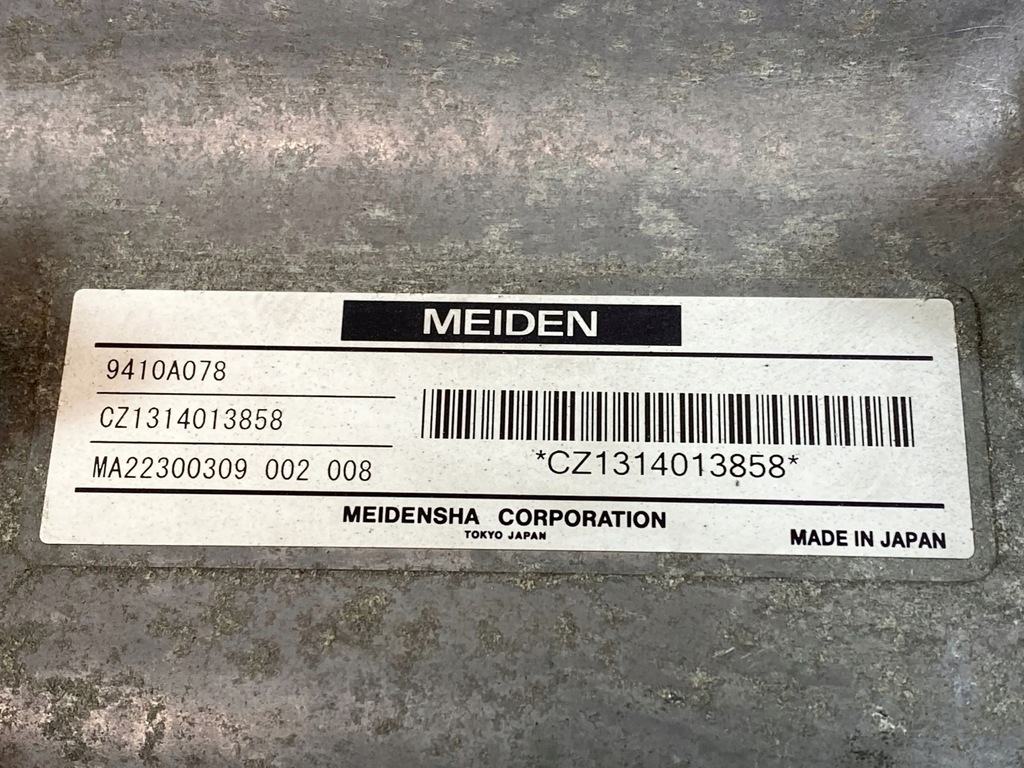 MEIDEN
9410A078
CZ1314013858
MA22300309 002 008
*CZ1314013858*
MEIDENSHA CORPORATION
TOKYO JAPAN
MADE IN JAPAN